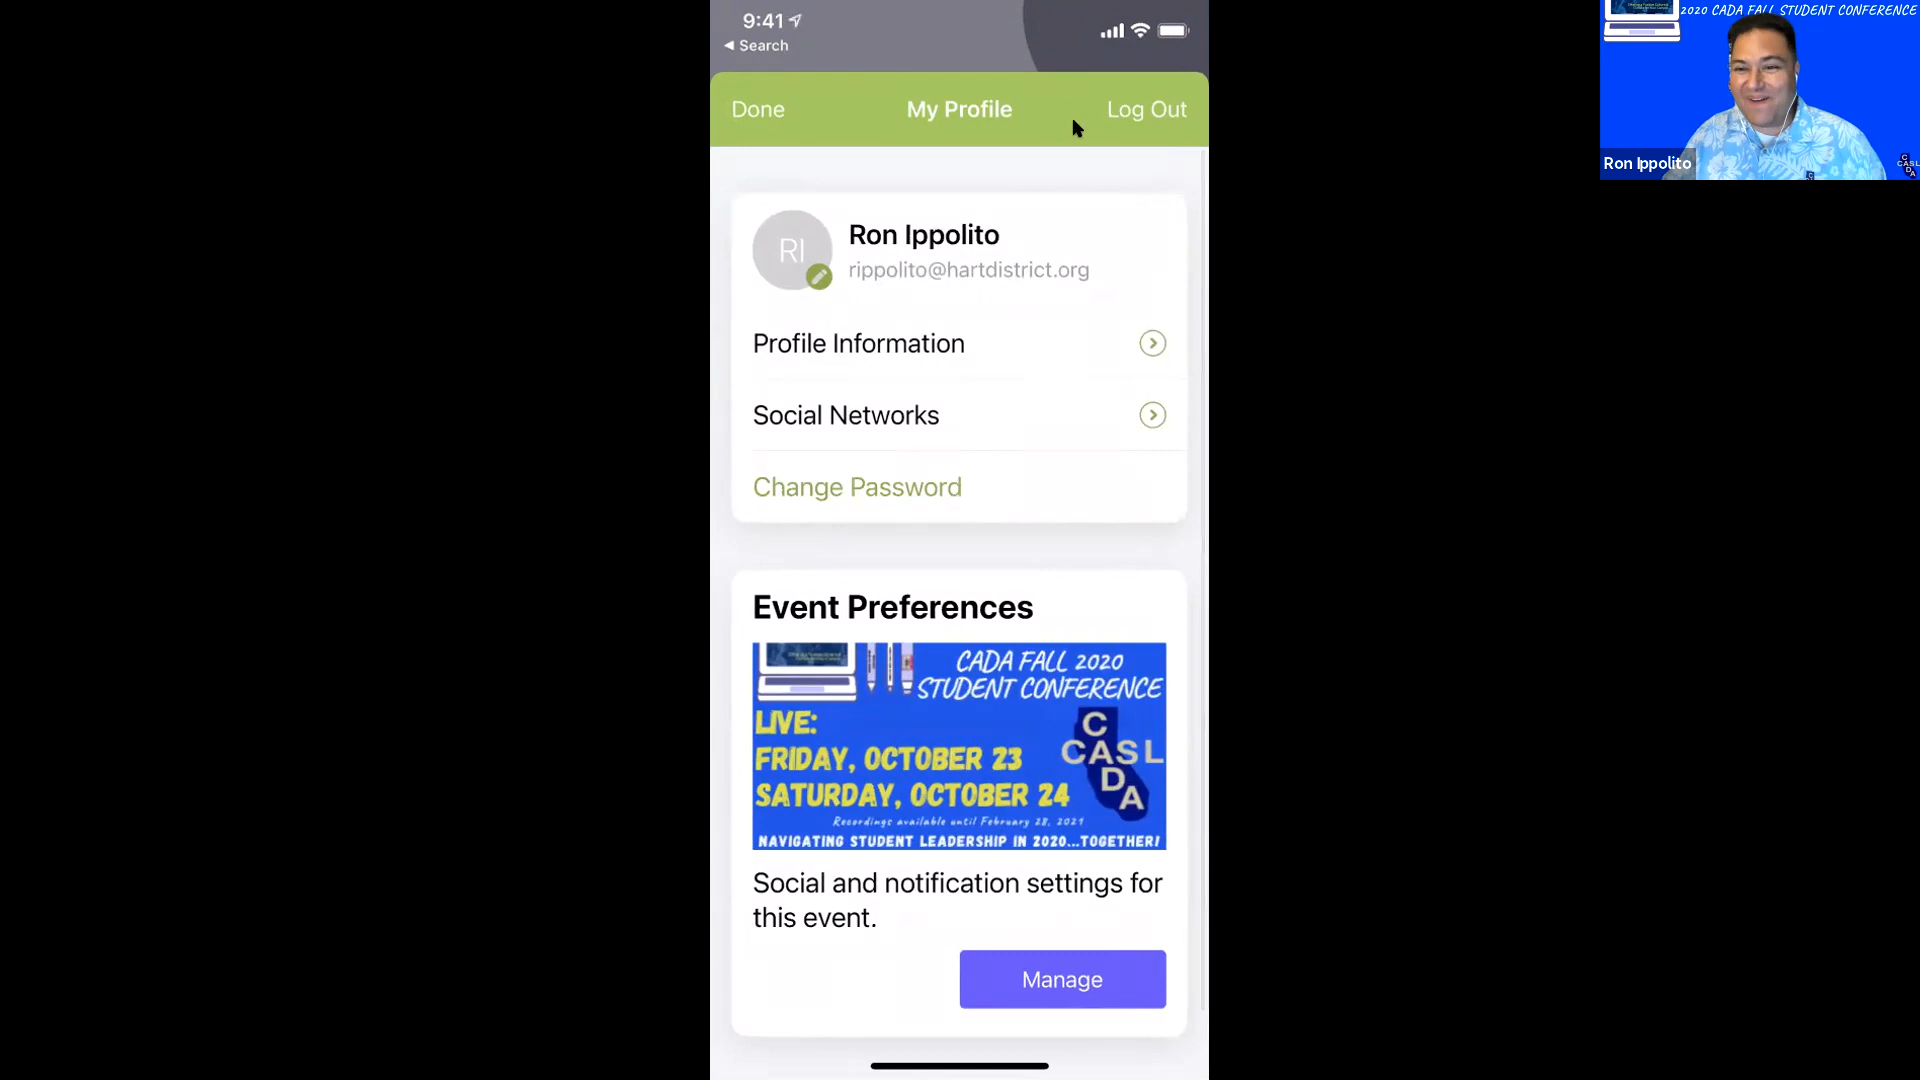 9:41
Search
Done
My Profile
Log Out
RI
Ron Ippolito
rippolito@hartdistrict.org
Profile Information
Social Networks
Change Password
Event Preferences
CADA FALL 2020
STUDENT CONFERENCE
LIVE:
FRIDAY, OCTOBER 23
SATURDAY, OCTOBER 24
C
CASL
D
A
Recordings available until February 28, 2021
NAVIGATING STUDENT LEADERSHIP IN 2020...TOGETHER!
Social and notification settings for
this event.
Manage
2020 CADA FALL STUDENT CONFERENCE
Ron Ippolito
C
CASL
D
A